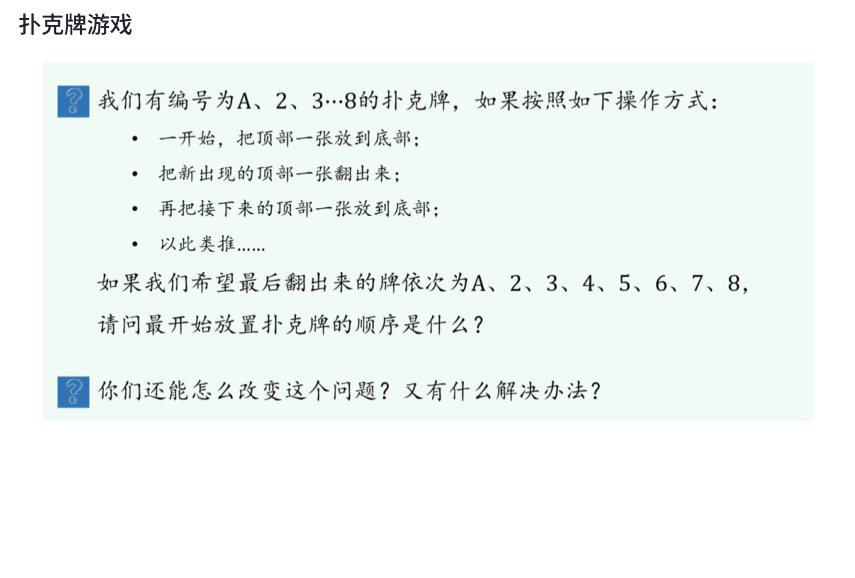 扑克牌游戏
我们有编号为A、2、3…8的扑克牌，如果按照如下操作方式：
• 一开始，把顶部一张放到底部；
• 把新出现的顶部一张翻出来；
• 再把接下来的顶部一张放到底部；
• 以此类推……
如果我们希望最后翻出来的牌依次为A、2、3、4、5、6、7、8，
请问最开始放置扑克牌的顺序是什么？
你们还能怎么改变这个问题？又有什么解决办法？